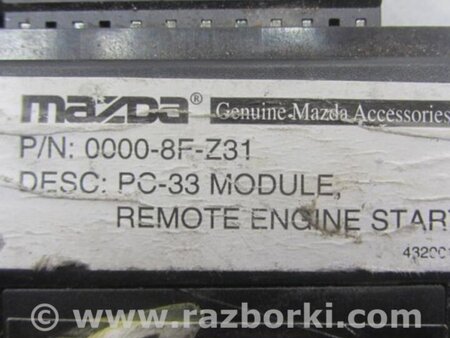 mazda® Genuine Mazda Accessories
P/N: 0000-8F-Z31
DESC: PC-33 MODULE,
REMOTE ENGINE START
www.razborki.com